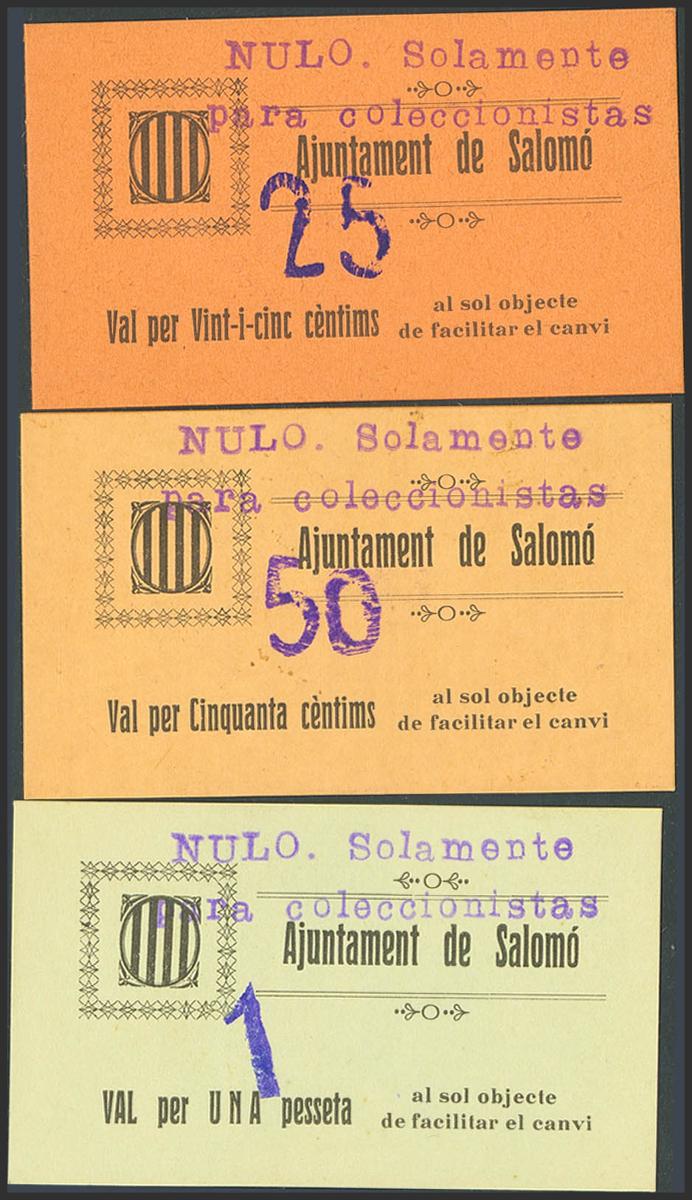 NULO. Solamente
para coleccionistas
Ajuntament de Salomó
25
Val per Vint-i-cinc cèntims
al sol objecte
de facilitar el canvi
NULO. Solamente
para coleccionistas
Ajuntament de Salomó
50
Val per Cinquanta cèntims
al sol objecte
de facilitar el canvi
NULO. Solamente
para coleccionistas
Ajuntament de Salomó
1
VAL per UNA pesseta
al sol objecte
de facilitar el canvi